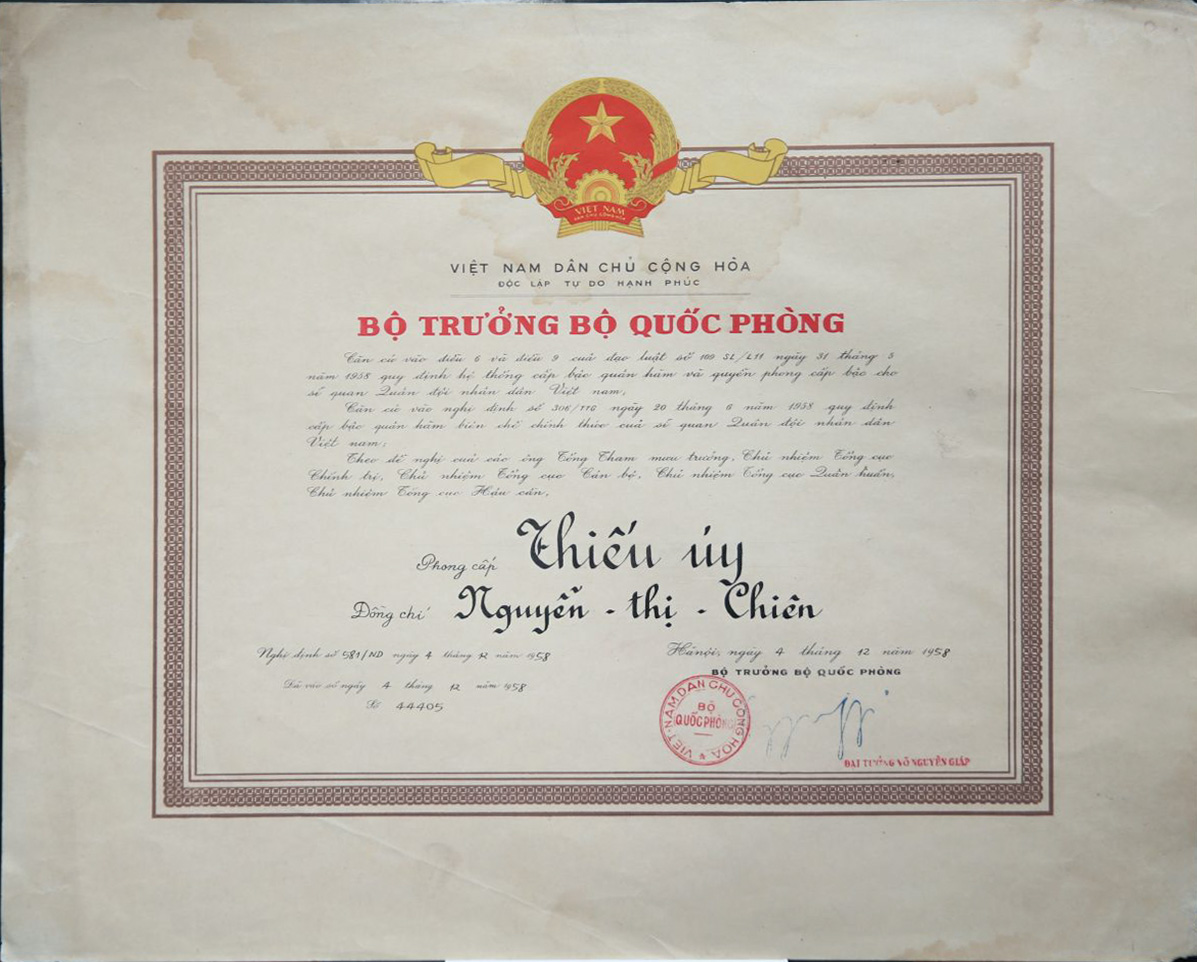 VIỆT NAM
DÂN CHỦ CỘNG HÒA
VIỆT NAM DÂN CHỦ CỘNG HÒA
ĐỘC LẬP TỰ DO HẠNH PHÚC
BỘ TRƯỞNG BỘ QUỐC PHÒNG
Căn cứ vào điều 6 và điều 9 của đạo luật số 109 SL/L11 ngày 31 tháng 5
năm 1958 quy định hệ thống cấp bậc quân hàm và quyền phong cấp bậc cho
sĩ quan Quân đội nhân dân Việt nam;
Căn cứ vào nghị định số 306/TTG ngày 20 tháng 6 năm 1958 quy định
cấp bậc quân hàm biên chế chính thức của sĩ quan Quân đội nhân dân
Việt nam;
Theo đề nghị của các ông Tổng Tham mưu trưởng, Chủ nhiệm Tổng cục
Chính trị, Chủ nhiệm Tổng cục Cán bộ, Chủ nhiệm Tổng cục Quân huấn,
Chủ nhiệm Tổng cục Hậu cần,
Phong cấp Thiếu úy
Đồng chí Nguyễn - thị - Chiên
Nghị định số 581/ND ngày 4 tháng 12 năm 1958
Đã vào sổ ngày 4 tháng 12 năm 1958
Số 44405
Hànội, ngày 4 tháng 12 năm 1958
BỘ TRƯỞNG BỘ QUỐC PHÒNG
VIỆT NAM DÂN CHỦ CỘNG HÒA
BỘ
QUỐC PHÒNG
ĐẠI TƯỚNG VÕ NGUYÊN GIÁP